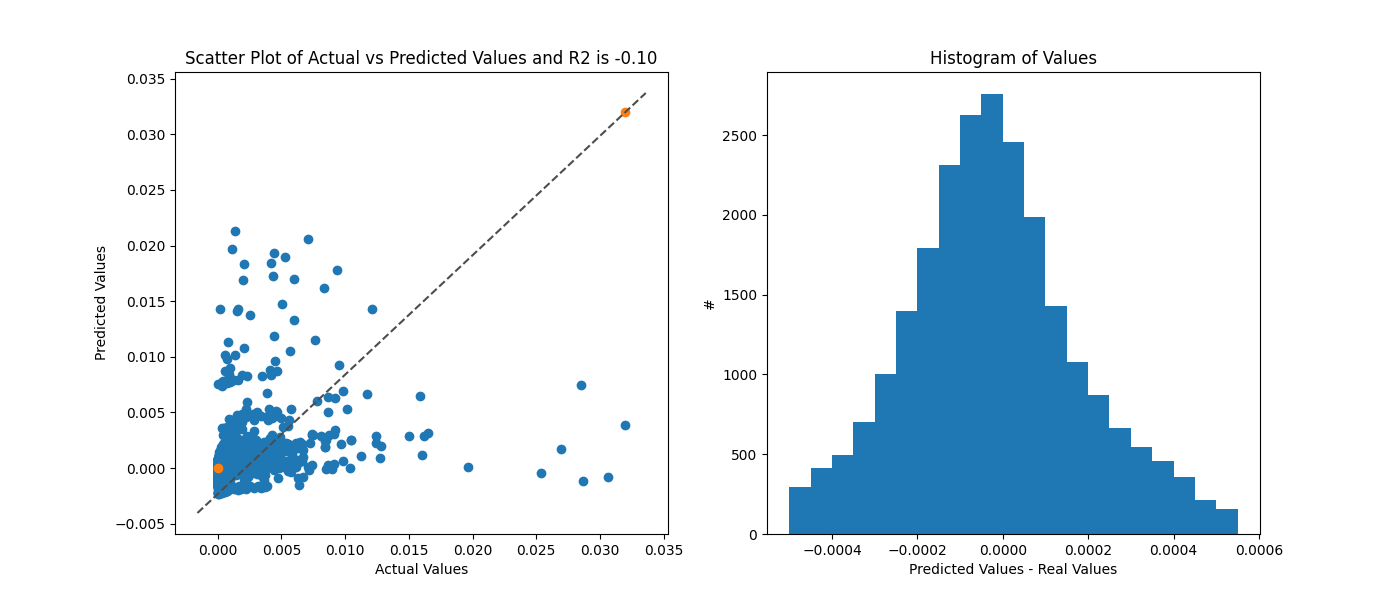 Scatter Plot of Actual vs Predicted Values and R2 is -0.10
Predicted Values
0.035
0.030
0.025
0.020
0.015
0.010
0.005
0.000
−0.005
0.000 0.005 0.010 0.015 0.020 0.025 0.030 0.035
Actual Values
Histogram of Values
#
2500
2000
1500
1000
500
0
−0.0004 −0.0002 0.0000 0.0002 0.0004 0.0006
Predicted Values - Real Values